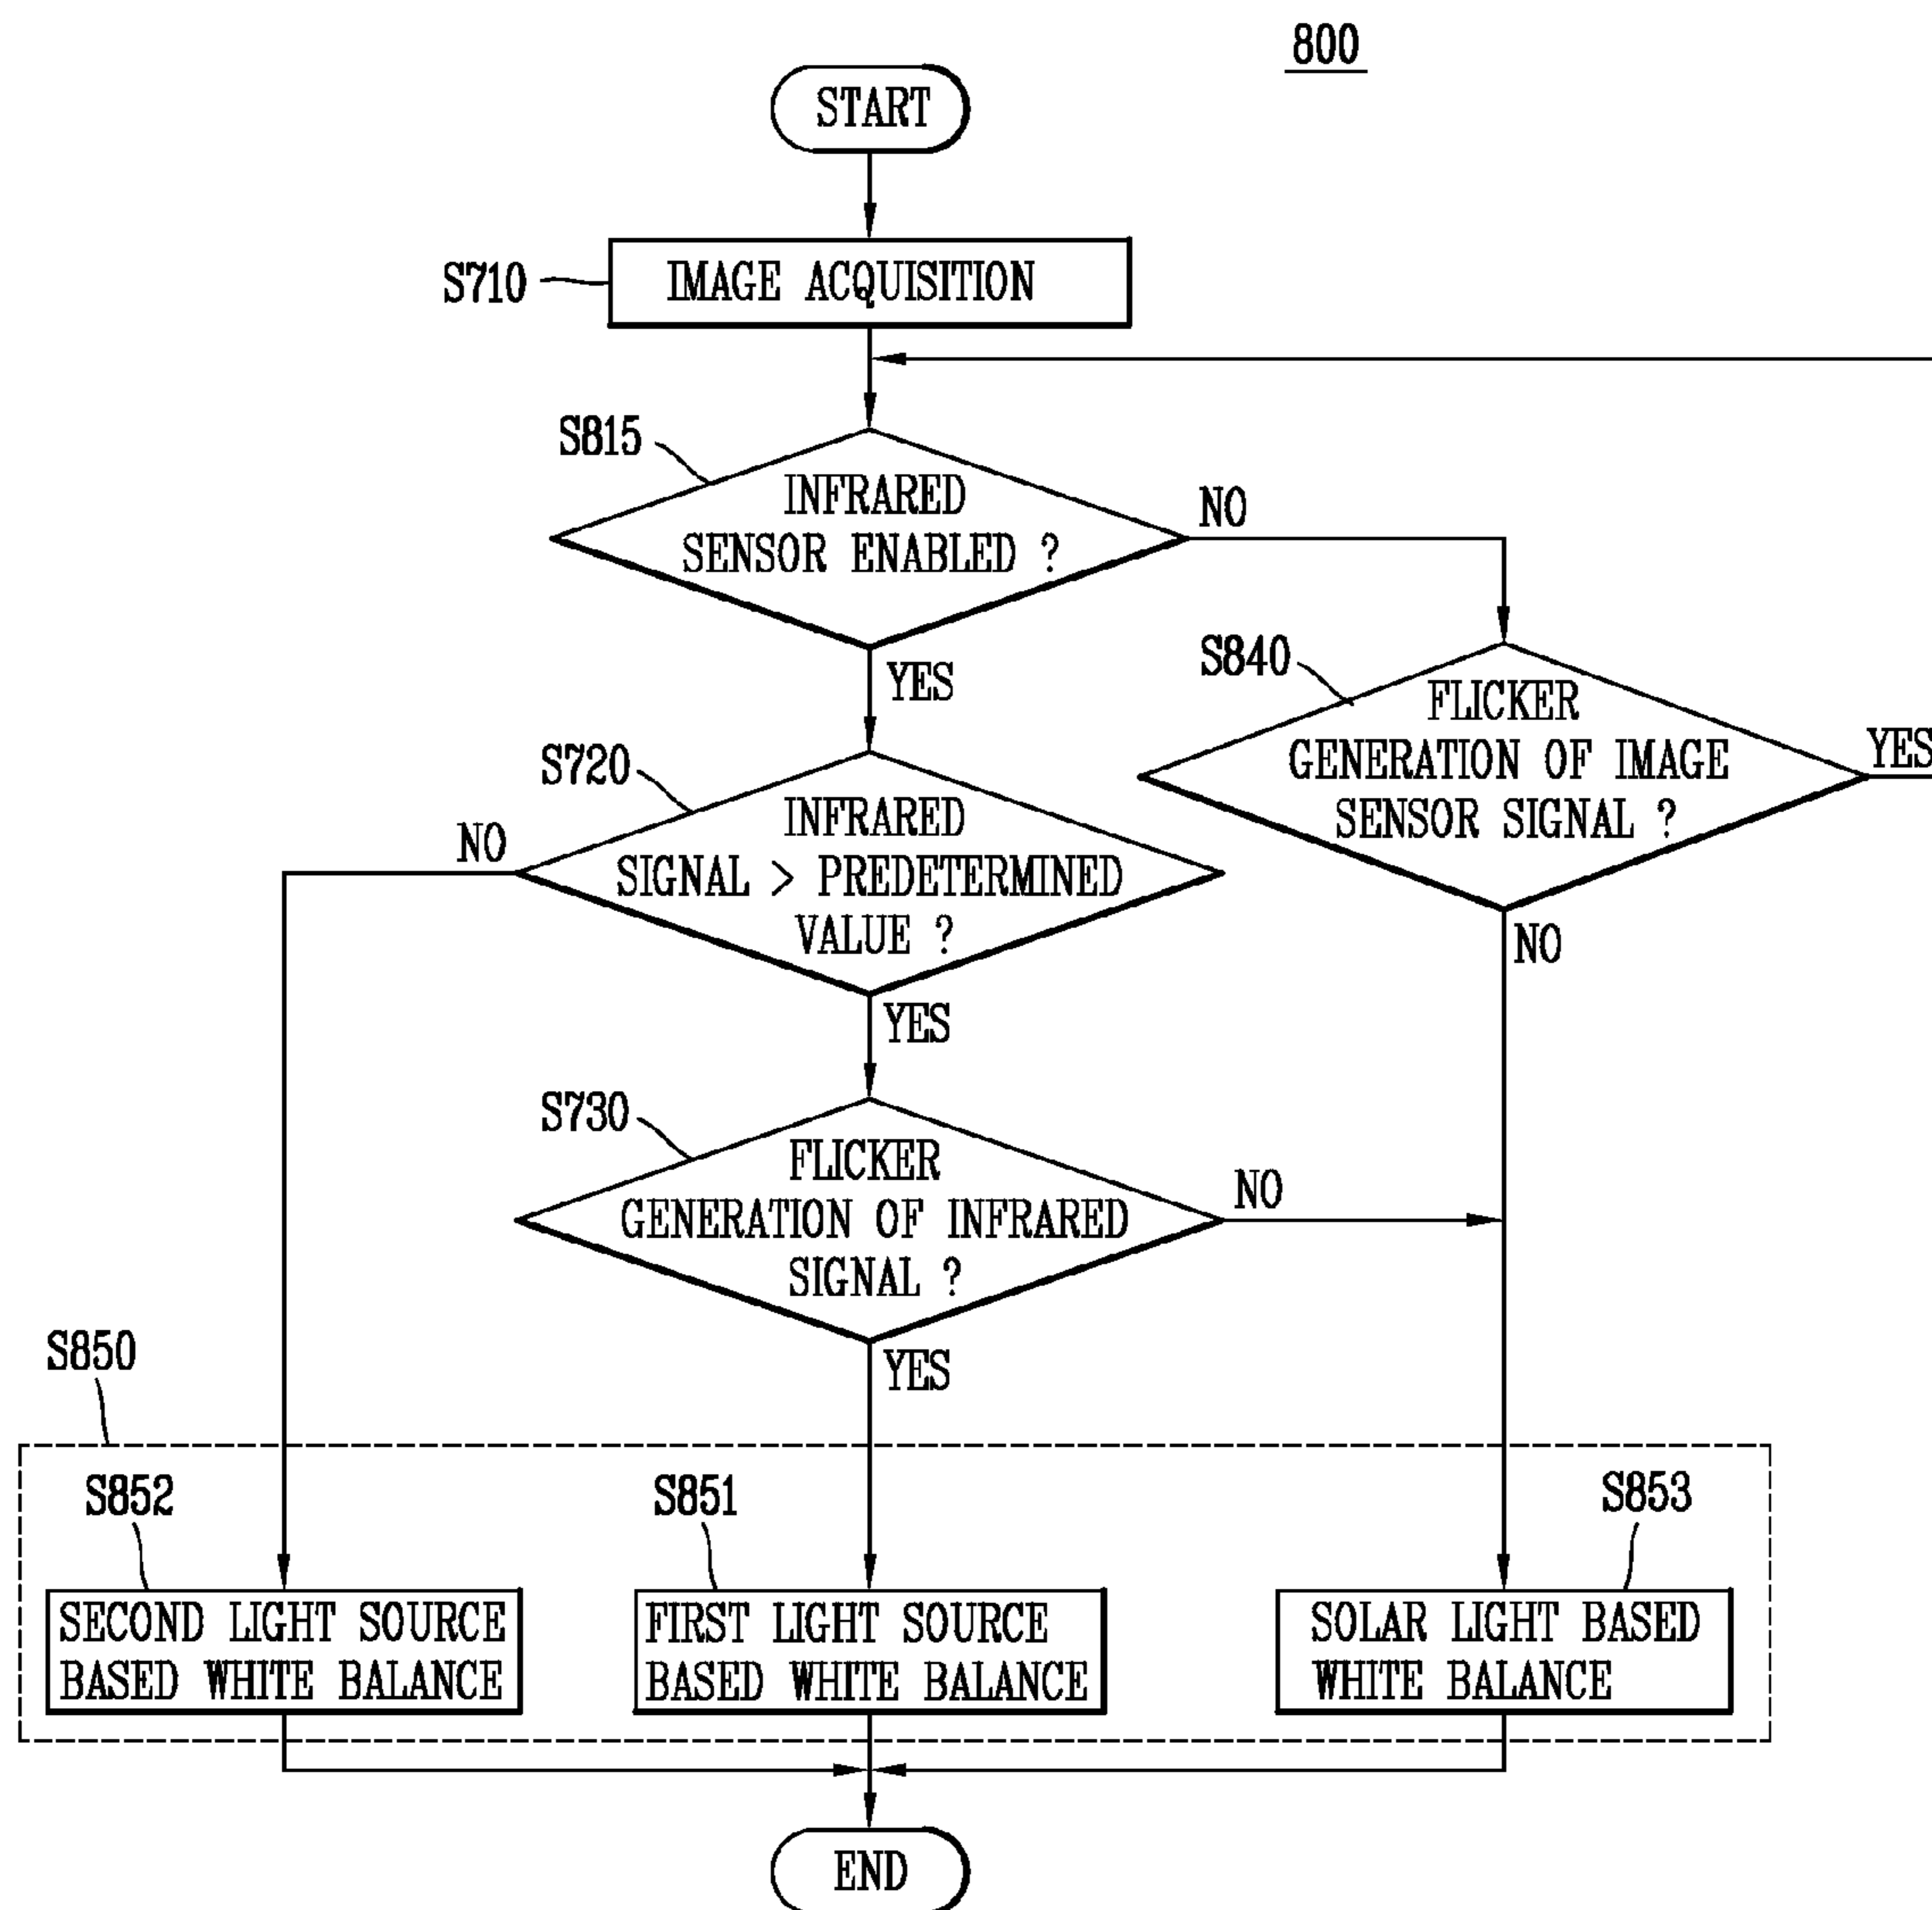 800
START
S710
IMAGE ACQUISITION
S815
INFRARED
SENSOR ENABLED ?
NO
YES
S840
FLICKER
GENERATION OF IMAGE
SENSOR SIGNAL ?
YES
NO
S720
INFRARED
SIGNAL > PREDETERMINED
VALUE ?
NO
YES
S730
FLICKER
GENERATION OF INFRARED
SIGNAL ?
NO
YES
S850
S852
SECOND LIGHT SOURCE
BASED WHITE BALANCE
S851
FIRST LIGHT SOURCE
BASED WHITE BALANCE
S853
SOLAR LIGHT BASED
WHITE BALANCE
END